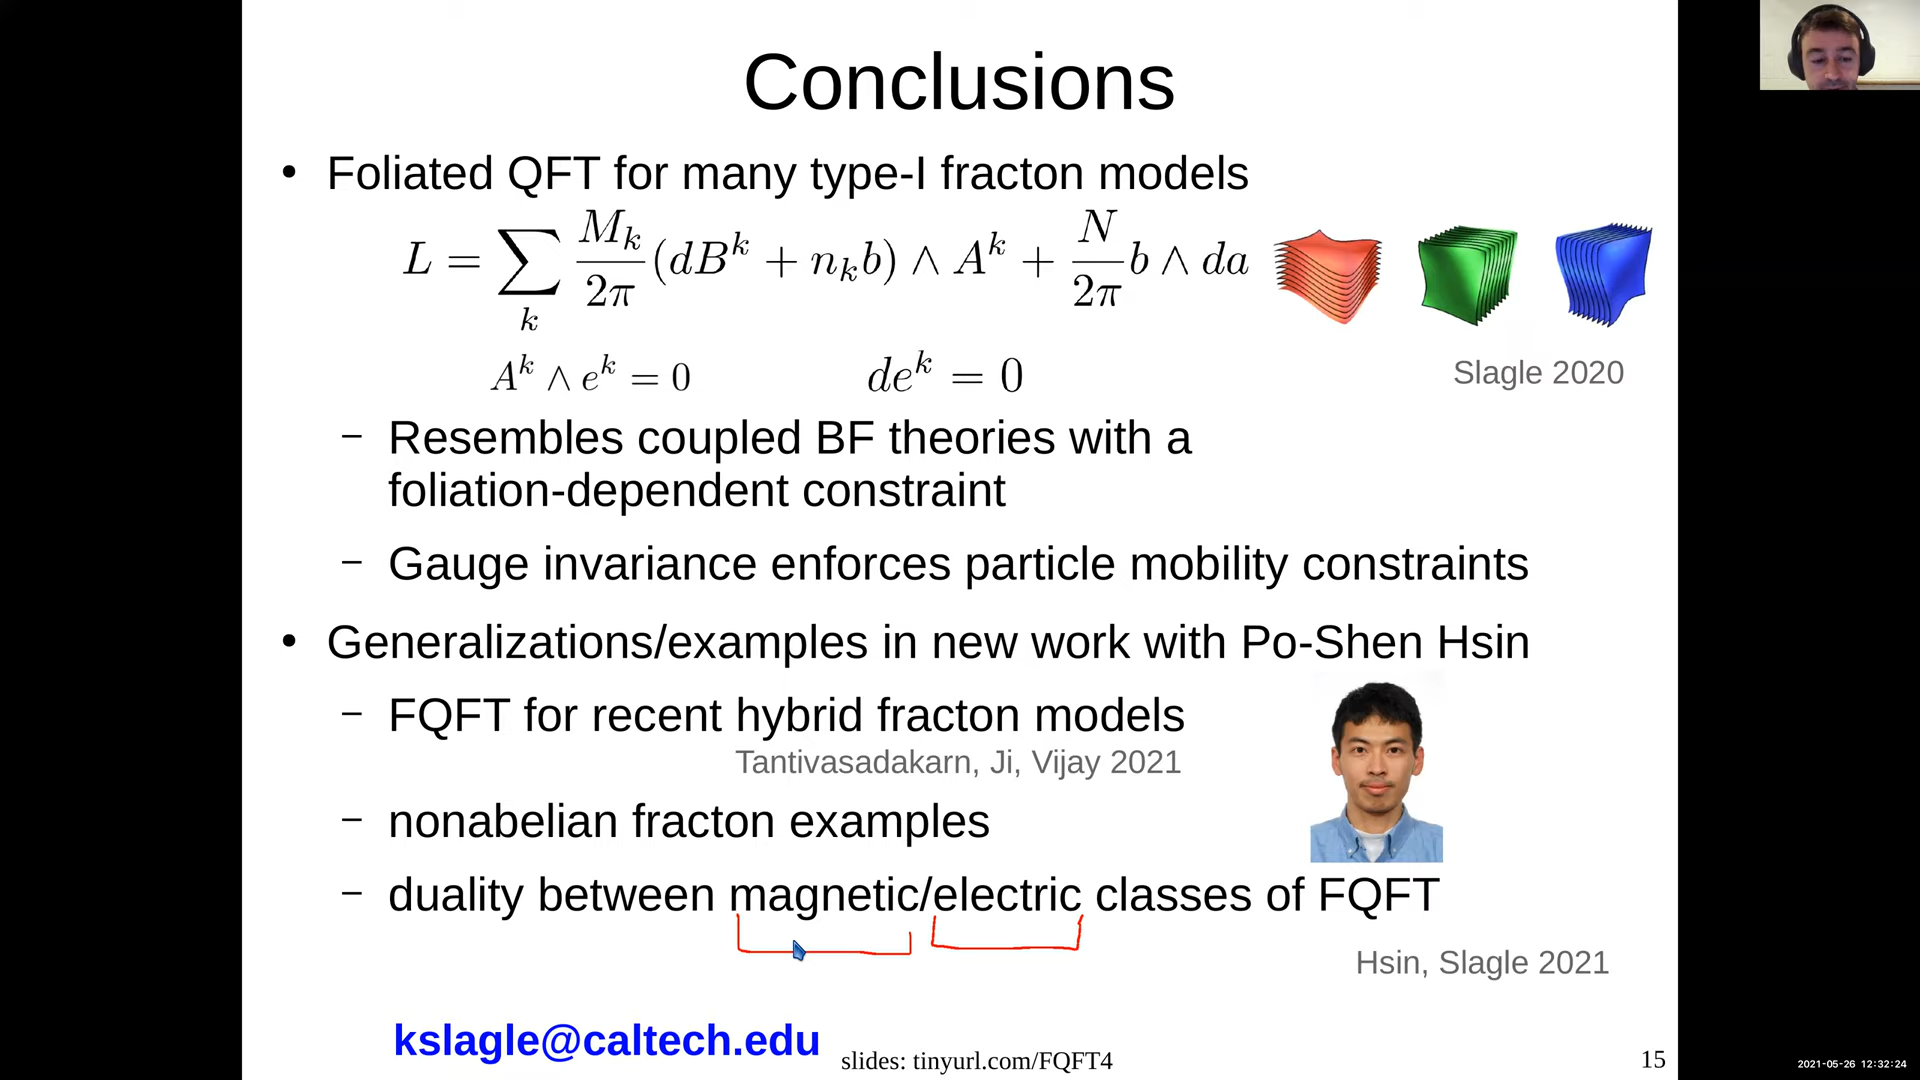 Conclusions
• Foliated QFT for many type-I fracton models
L = ∑_k M_k/2π (dB^k + n_k b) ∧ A^k + N/2π b ∧ da
A^k ∧ e^k = 0 de^k = 0
Slagle 2020
– Resembles coupled BF theories with a
foliation-dependent constraint
– Gauge invariance enforces particle mobility constraints
• Generalizations/examples in new work with Po-Shen Hsin
– FQFT for recent hybrid fracton models
Tantivasadakarn, Ji, Vijay 2021
– nonabelian fracton examples
– duality between magnetic/electric classes of FQFT
Hsin, Slagle 2021
kslagle@caltech.edu
slides: tinyurl.com/FQFT4
15
2021-05-26 12:32:24